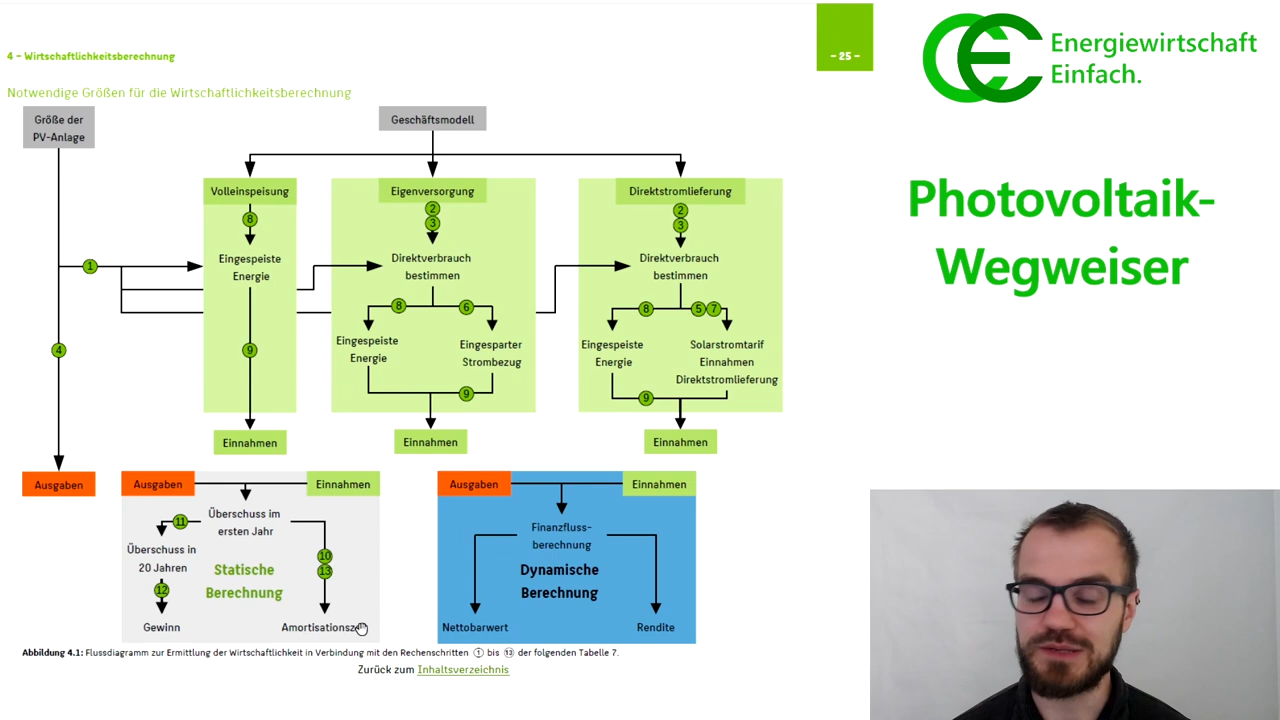 4 – Wirtschaftlichkeitsberechnung
– 25 –
Energiewirtschaft
Einfach.
Photovoltaik-
Wegweiser
Notwendige Größen für die Wirtschaftlichkeitsberechnung
Größe der
PV-Anlage
Geschäftsmodell
Volleinspeisung
Eigenversorgung
Direktstromlieferung
8
2
3
2
3
1
Eingespeiste
Energie
Direktverbrauch
bestimmen
Direktverbrauch
bestimmen
8
6
8
5
7
4
9
Eingespeiste
Energie
Eingesparter
Strombezug
Eingespeiste
Energie
Solarstromtarif
Einnahmen
Direktstromlieferung
9
9
Einnahmen
Einnahmen
Einnahmen
Ausgaben
Ausgaben
Einnahmen
Überschuss im
ersten Jahr
11
Überschuss in
20 Jahren
10
13
12
Statische
Berechnung
Gewinn
Ausgaben
Einnahmen
Finanzfluss-
berechnung
Dynamische
Berechnung
Nettobarwert
Rendite
Abbildung 4.1: Flussdiagramm zur Ermittlung der Wirtschaftlichkeit in Verbindung mit den Rechenschritten ① bis ⑬ der folgenden Tabelle 7.
Zurück zum Inhaltsverzeichnis